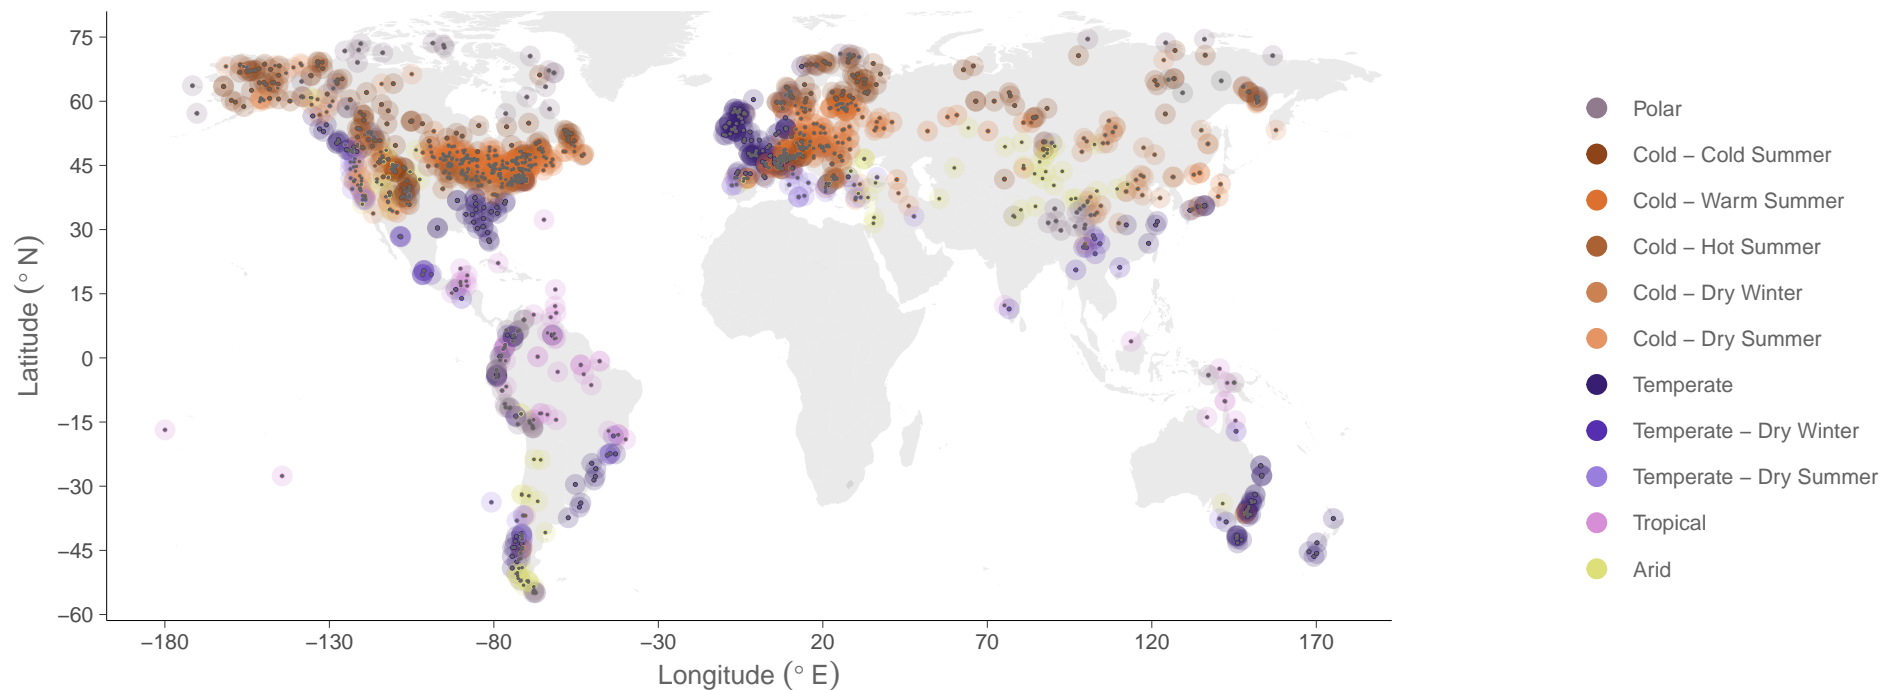 75
60
45
30
15
0
−15
−30
−45
−60
Latitude (° N)
−180
−130
−80
−30
20
70
120
170
Longitude (° E)
Polar
Cold − Cold Summer
Cold − Warm Summer
Cold − Hot Summer
Cold − Dry Winter
Cold − Dry Summer
Temperate
Temperate − Dry Winter
Temperate − Dry Summer
Tropical
Arid